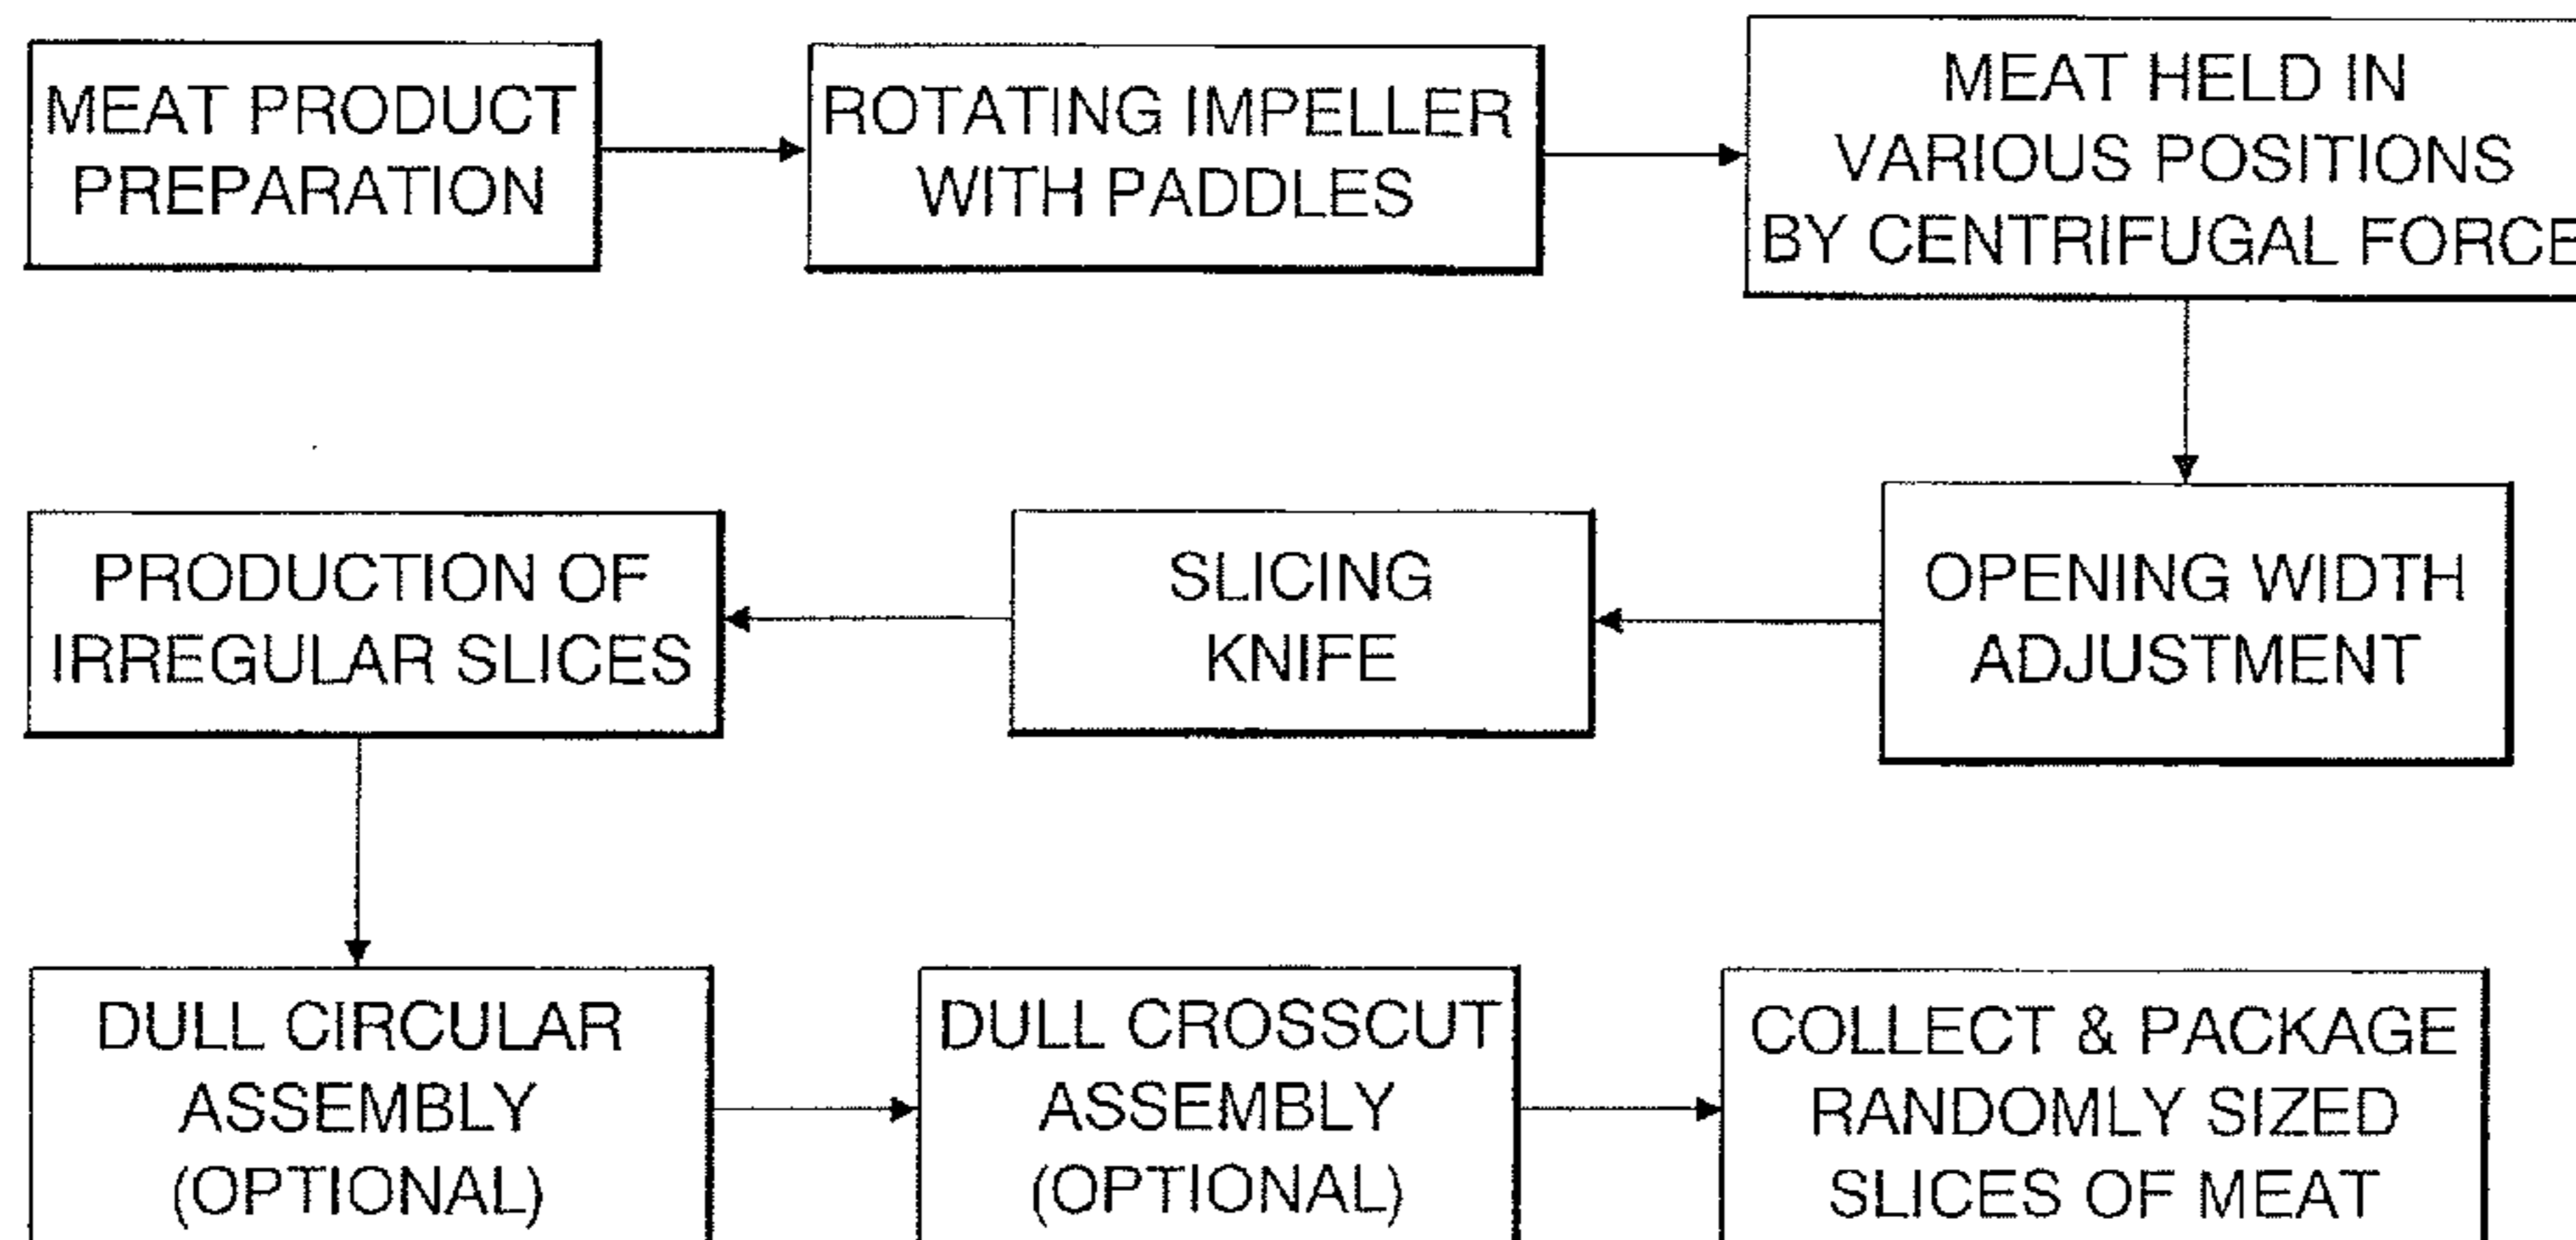 MEAT PRODUCT
PREPARATION
ROTATING IMPELLER
WITH PADDLES
MEAT HELD IN
VARIOUS POSITIONS
BY CENTRIFUGAL FORCE
OPENING WIDTH
ADJUSTMENT
SLICING
KNIFE
PRODUCTION OF
IRREGULAR SLICES
DULL CIRCULAR
ASSEMBLY
(OPTIONAL)
DULL CROSSCUT
ASSEMBLY
(OPTIONAL)
COLLECT & PACKAGE
RANDOMLY SIZED
SLICES OF MEAT